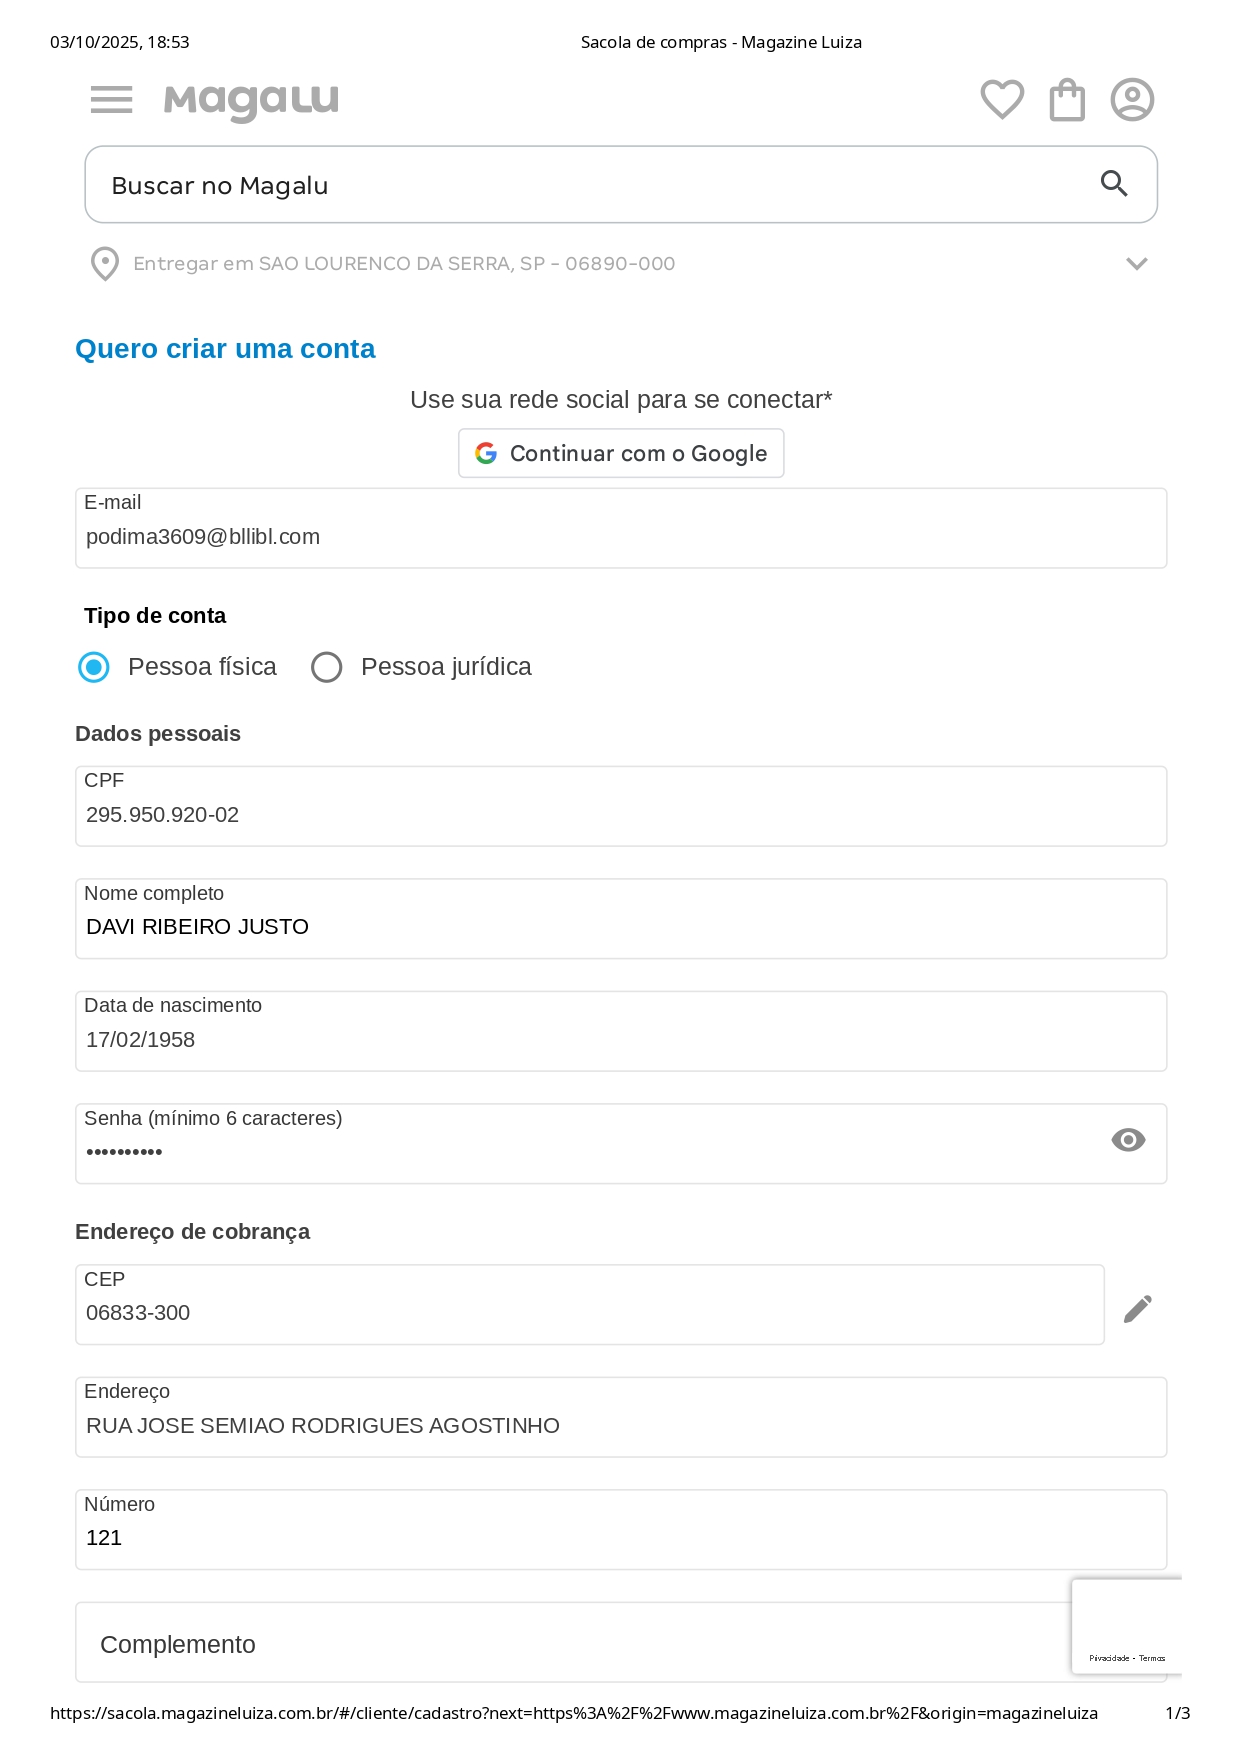 03/10/2025, 18:53 Sacola de compras - Magazine Luiza
Magalu
Buscar no Magalu
Entregar em SAO LOURENCO DA SERRA, SP - 06890-000
Quero criar uma conta
Use sua rede social para se conectar*
Continuar com o Google
E-mail
podima3609@bllibl.com
Tipo de conta
Pessoa física Pessoa jurídica
Dados pessoais
CPF
295.950.920-02
Nome completo
DAVI RIBEIRO JUSTO
Data de nascimento
17/02/1958
Senha (mínimo 6 caracteres)
••••••••••
Endereço de cobrança
CEP
06833-300
Endereço
RUA JOSE SEMIAO RODRIGUES AGOSTINHO
Número
121
Complemento
Privacidade - Termos
https://sacola.magazineluiza.com.br/#/cliente/cadastro?next=https%3A%2F%2Fwww.magazineluiza.com.br%2F&origin=magazineluiza 1/3